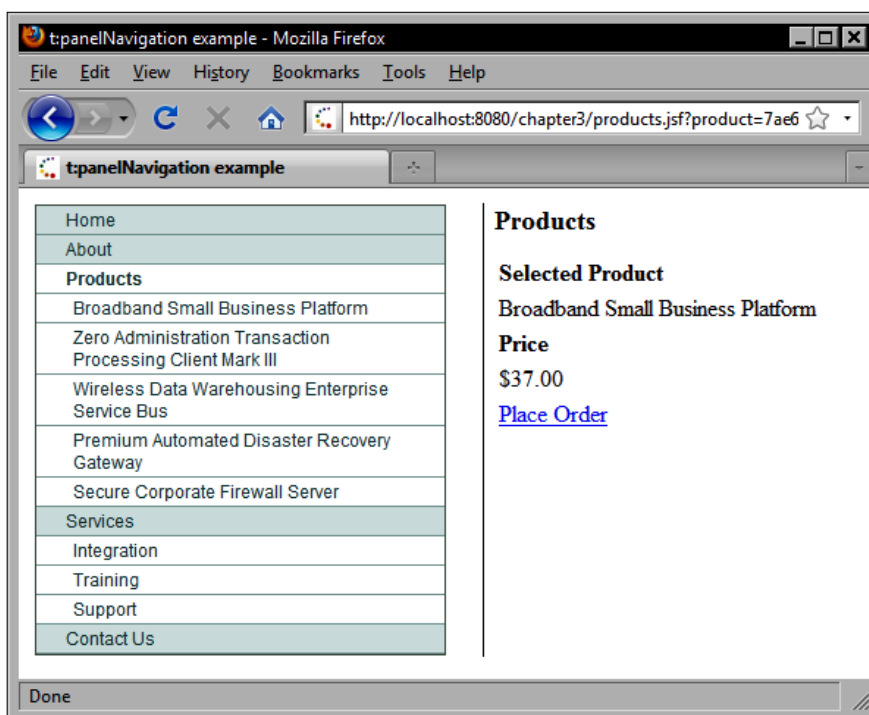 t:panelNavigation example - Mozilla Firefox
File Edit View History Bookmarks Tools Help
http://localhost:8080/chapter3/products.jsf?product=7ae6
t:panelNavigation example
Home
About
Products
Broadband Small Business Platform
Zero Administration Transaction
Processing Client Mark III
Wireless Data Warehousing Enterprise
Service Bus
Premium Automated Disaster Recovery
Gateway
Secure Corporate Firewall Server
Services
Integration
Training
Support
Contact Us
Products
Selected Product
Broadband Small Business Platform
Price
$37.00
Place Order
Done